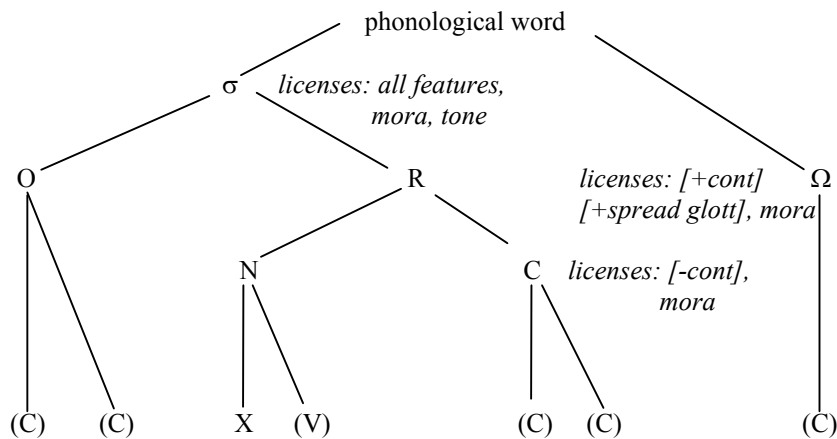 phonological word
σ licenses: all features,
mora, tone
O R licenses: [+cont] Ω
[+spread glott], mora
N C licenses: [-cont],
mora
(C) (C) X (V) (C) (C) (C)